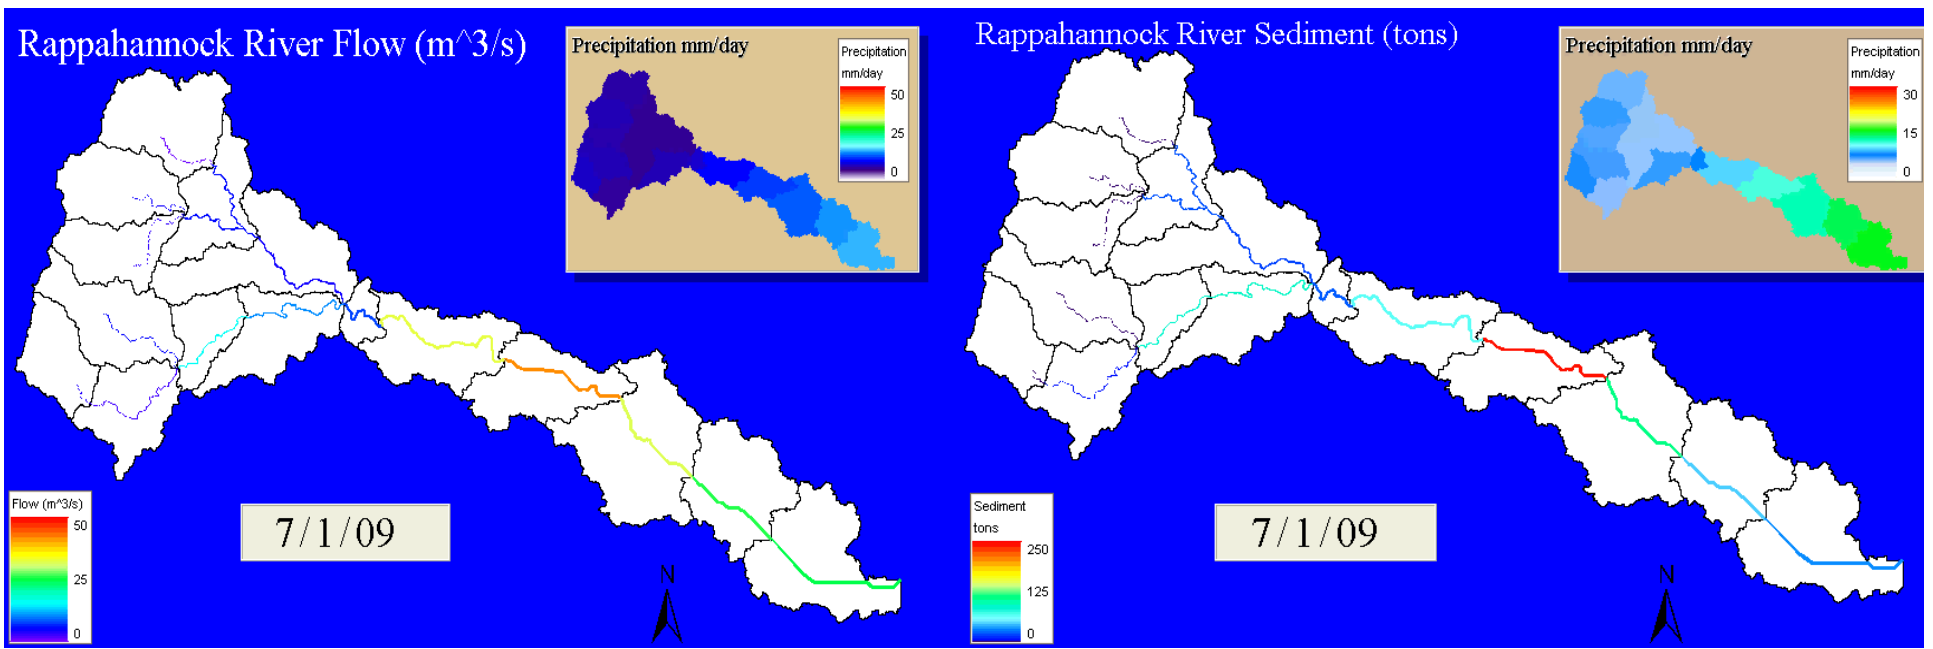 Rappahannock River Flow (m^3/s)
Precipitation mm/day
Precipitation
mm/day
50
25
0
Flow (m^3/s)
50
25
0
7/1/09
N
Rappahannock River Sediment (tons)
Precipitation mm/day
Precipitation
mm/day
30
15
0
Sediment
tons
250
125
0
7/1/09
N